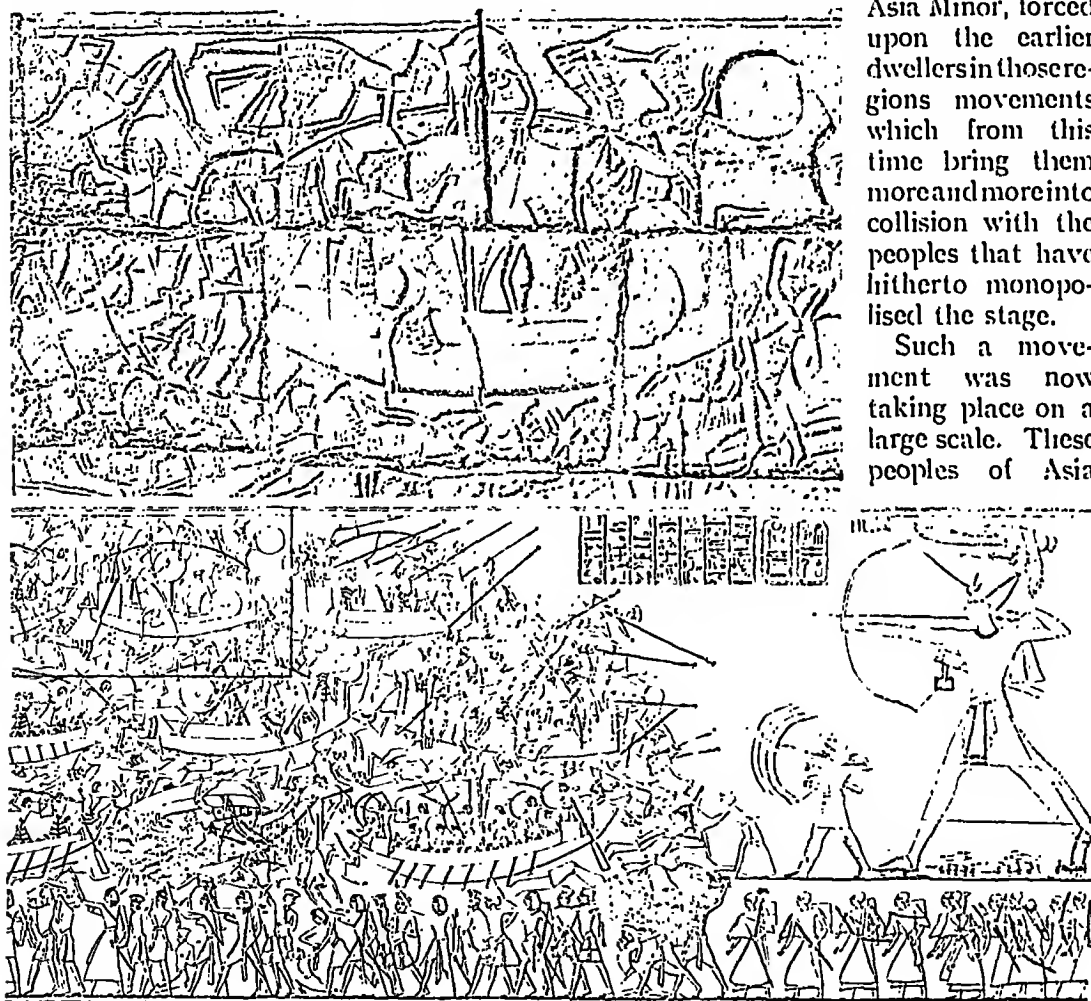 Asia Minor, forced
upon the earlier
dwellers in those re-
gions movements
which from this
time bring them
more and more into
collision with the
peoples that have
hitherto monopo-
lised the stage.
Such a move-
ment was now
taking place on a
large scale. These
peoples of Asia